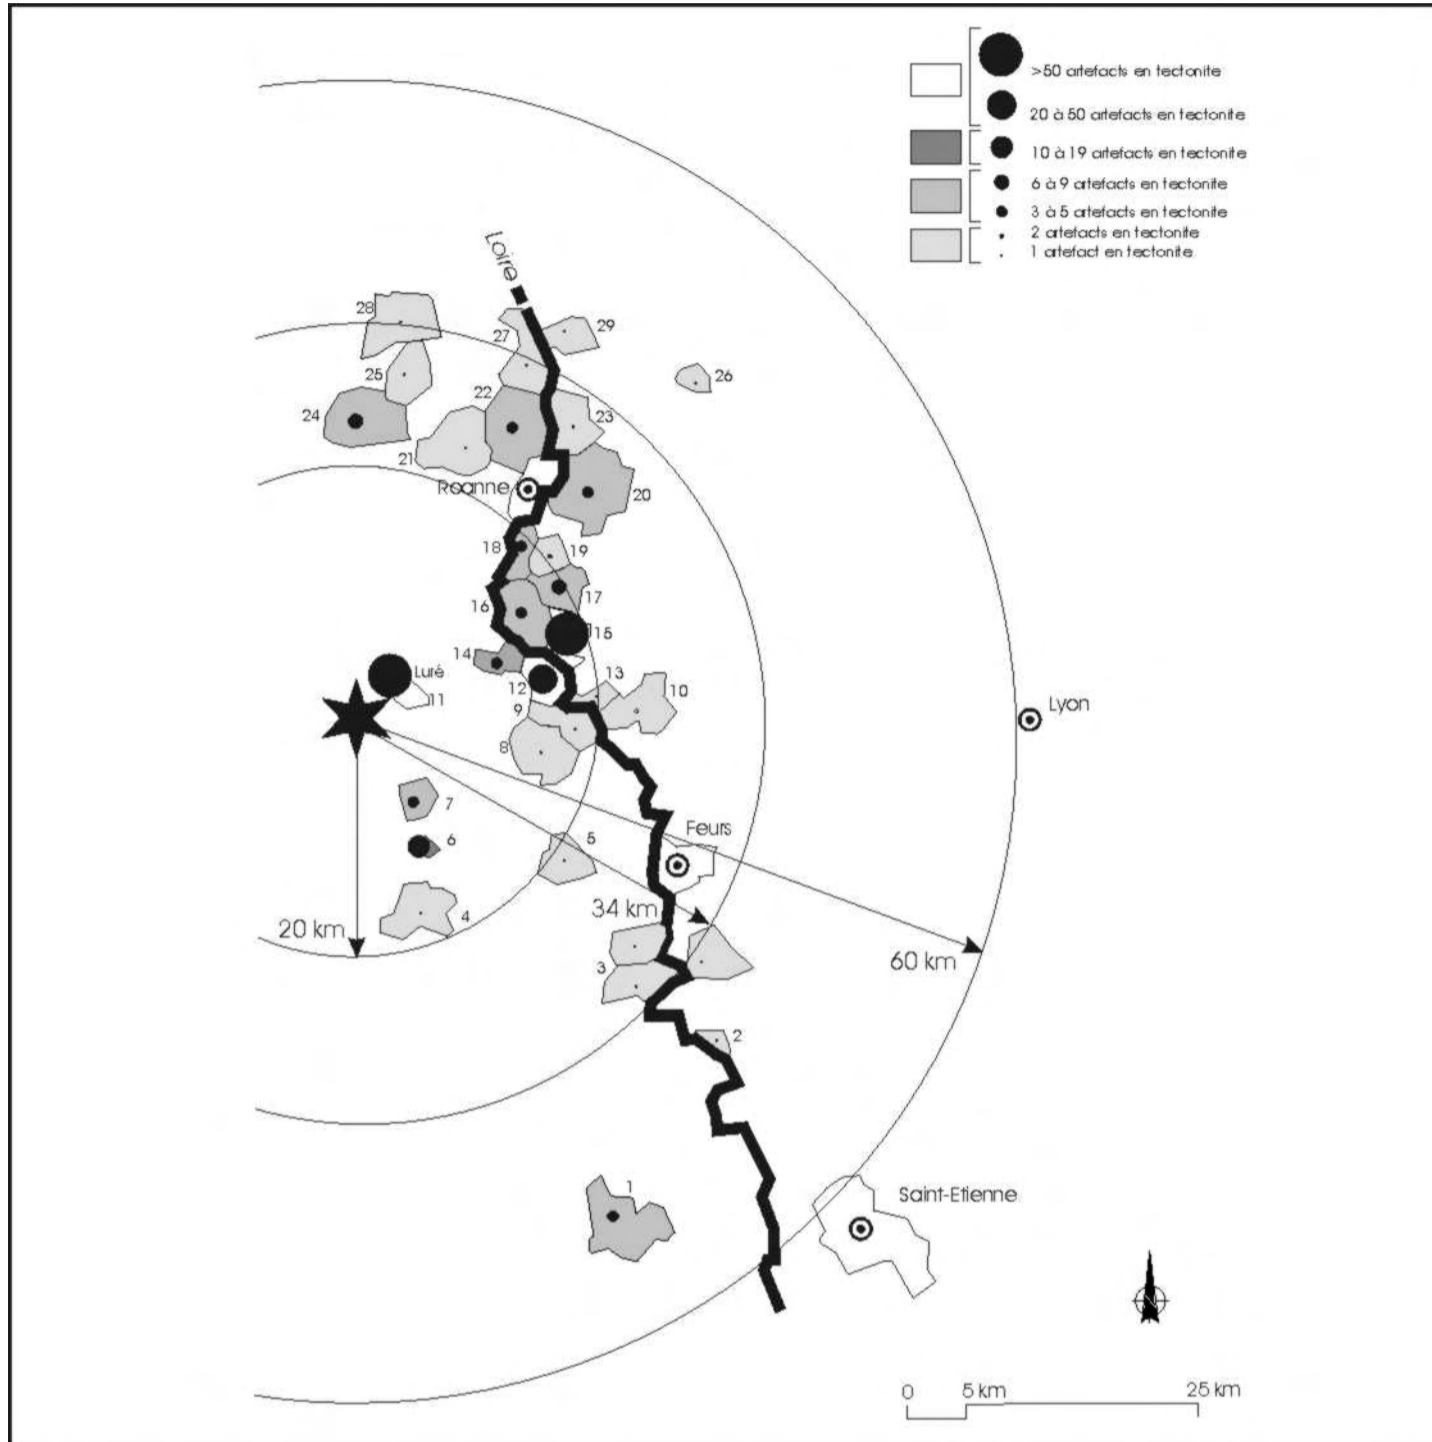 >50 artefacts en tectonite
20 à 50 artefacts en tectonite
10 à 19 artefacts en tectonite
6 à 9 artefacts en tectonite
3 à 5 artefacts en tectonite
2 artefacts en tectonite
1 artefact en tectonite
Loire
28
27
29
25
26
24
22
23
21
Roanne
20
18
19
17
16
15
14
Luré
12
13
10
11
9
Lyon
8
7
6
5
Feurs
4
34 km
20 km
60 km
3
2
1
Saint-Etienne
0 5 km 25 km